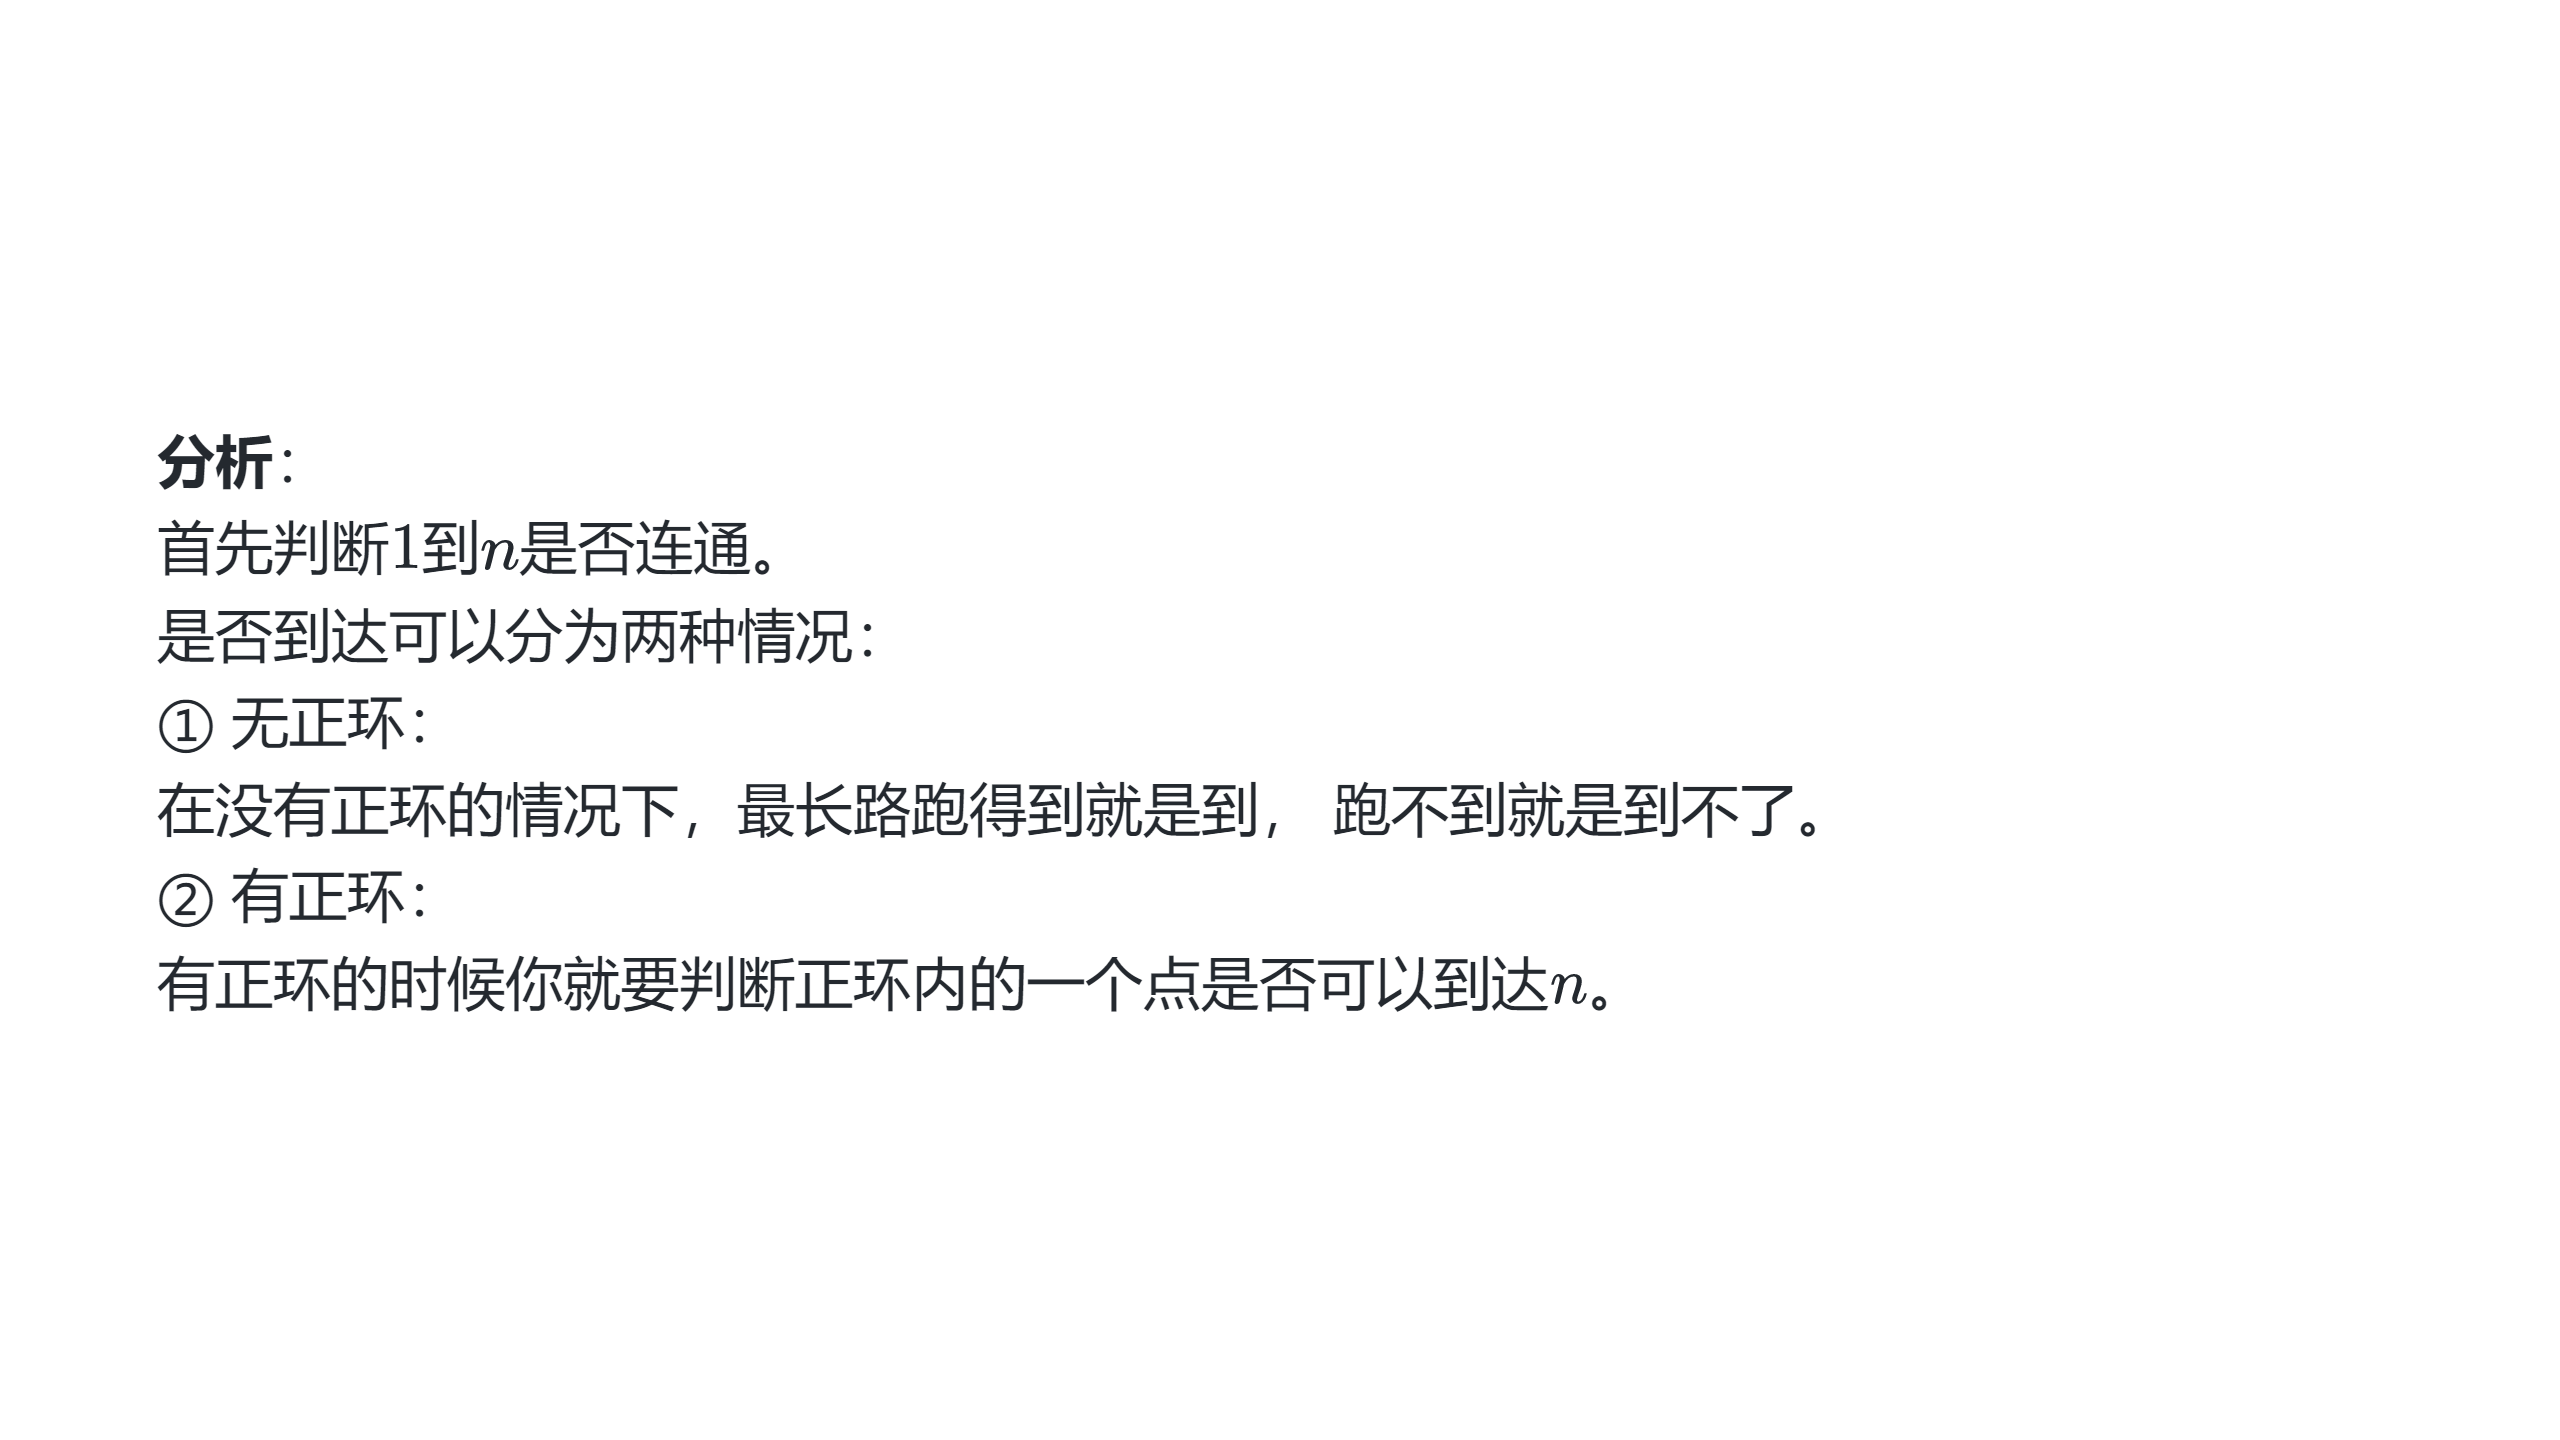 分析：
首先判断1到n是否连通。
是否到达可以分为两种情况：
① 无正环：
在没有正环的情况下，最长路跑得到就是到， 跑不到就是到不了。
② 有正环：
有正环的时候你就要判断正环内的一个点是否可以到达n。